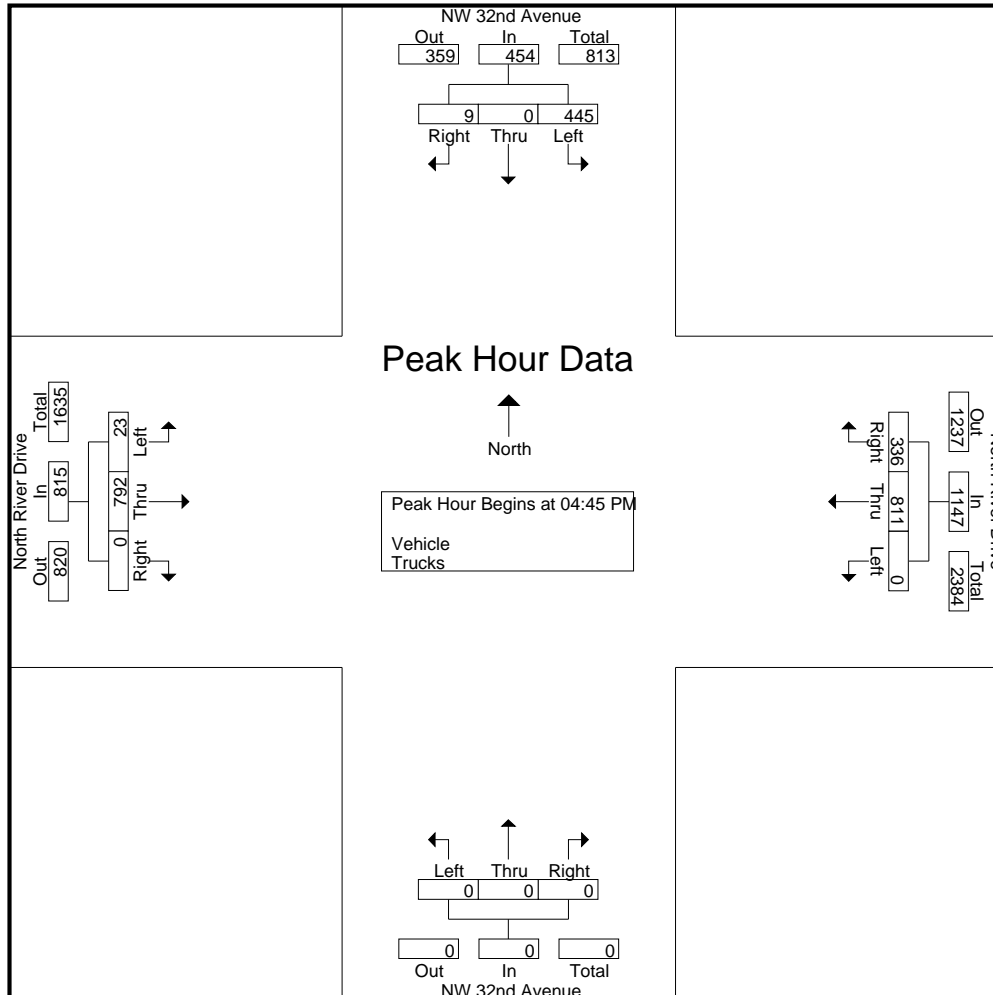 NW 32nd Avenue
Out In Total
359 454 813
9 0 445
Right Thru Left
Peak Hour Data
North
Peak Hour Begins at 04:45 PM
Vehicle
Trucks
North River Drive
Out In Total
820 815 1635
Right Thru Left
0 792 23
Out In Total
1237 1147 2384
Right Thru Left
336 811 0
Left Thru Right
0 0 0
0 0 0
Out In Total
NW 32nd Avenue